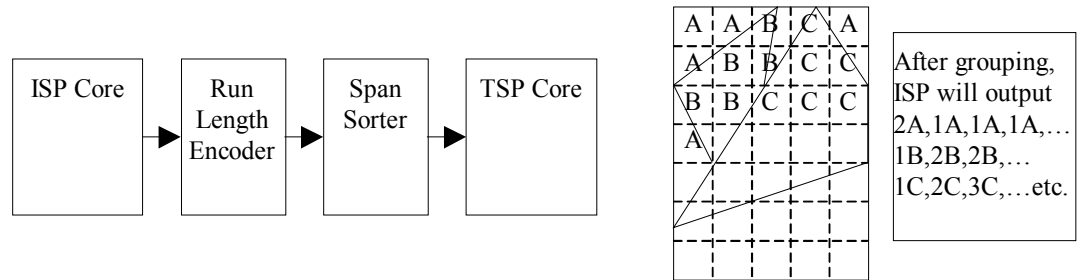 ISP Core
Run
Length
Encoder
Span
Sorter
TSP Core
A A B C A
A B B C C
B B C C C
A
After grouping,
ISP will output
2A,1A,1A,1A,…
1B,2B,2B,…
1C,2C,3C,…etc.